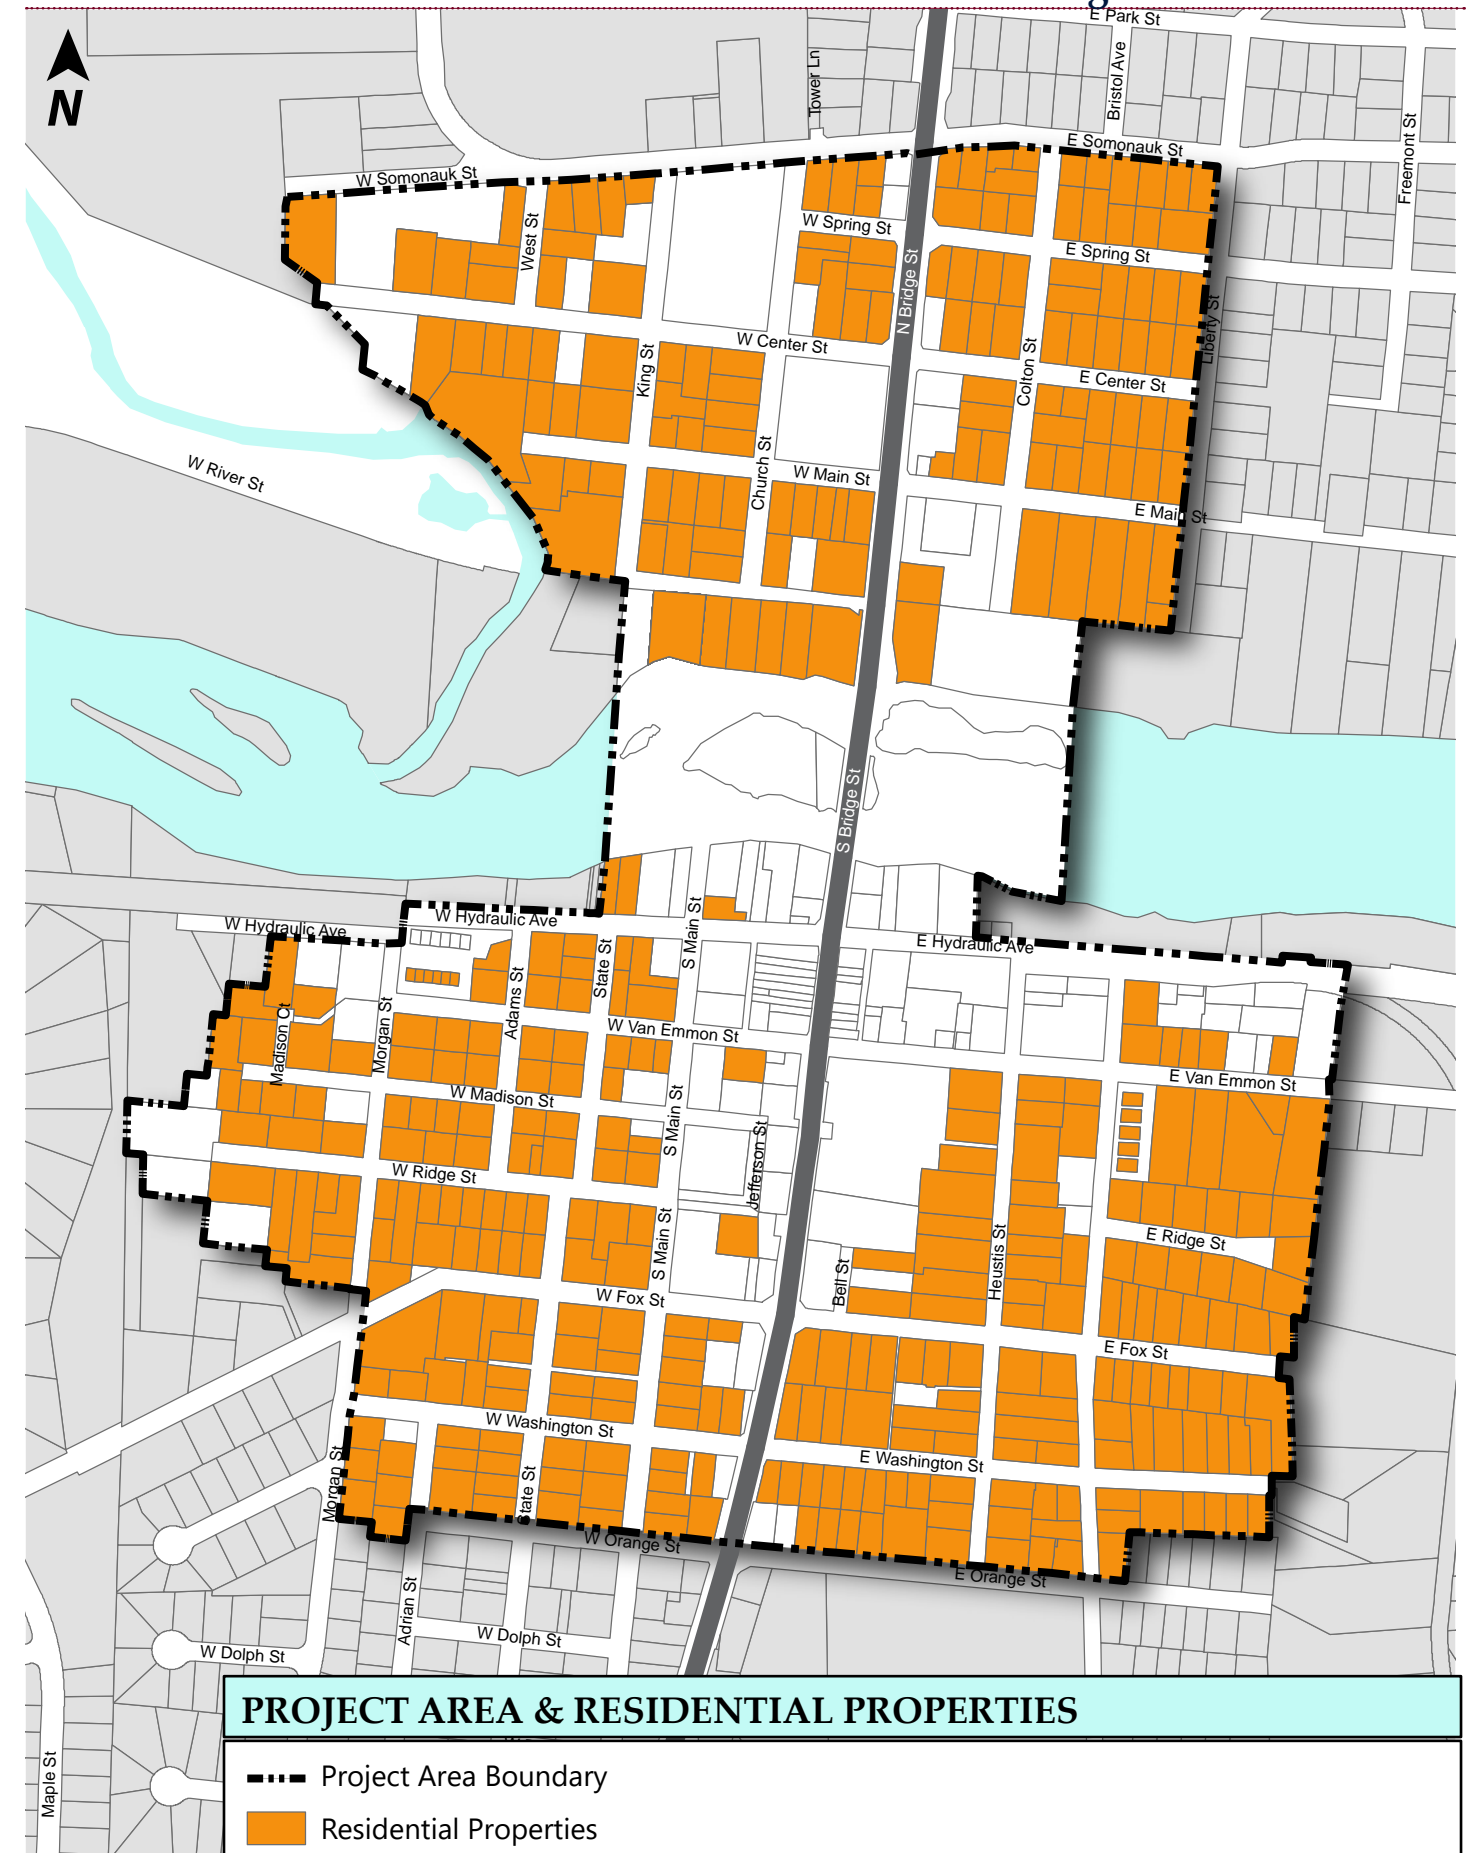 E Park St
Tower Ln
Bristol Ave
Freemont St
N
E Somonauk St
W Somonauk St
West St
W Spring St
E Spring St
N Bridge St
Liberty St
W Center St
King St
Colton St
E Center St
Church St
W River St
W Main St
E Main St
S Bridge St
W Hydraulic Ave
W Hydraulic Ave
S Main St
E Hydraulic Ave
State St
Adams St
Madison Ct
Morgan St
W Van Emmon St
E Van Emmon St
W Madison St
S Main St
Jefferson St
W Ridge St
S Main St
E Ridge St
Heustis St
Bell St
W Fox St
E Fox St
W Washington St
E Washington St
Morgan St
State St
W Orange St
E Orange St
Adrian St
W Dolph St
W Dolph St
Maple St
PROJECT AREA & RESIDENTIAL PROPERTIES
Project Area Boundary
Residential Properties